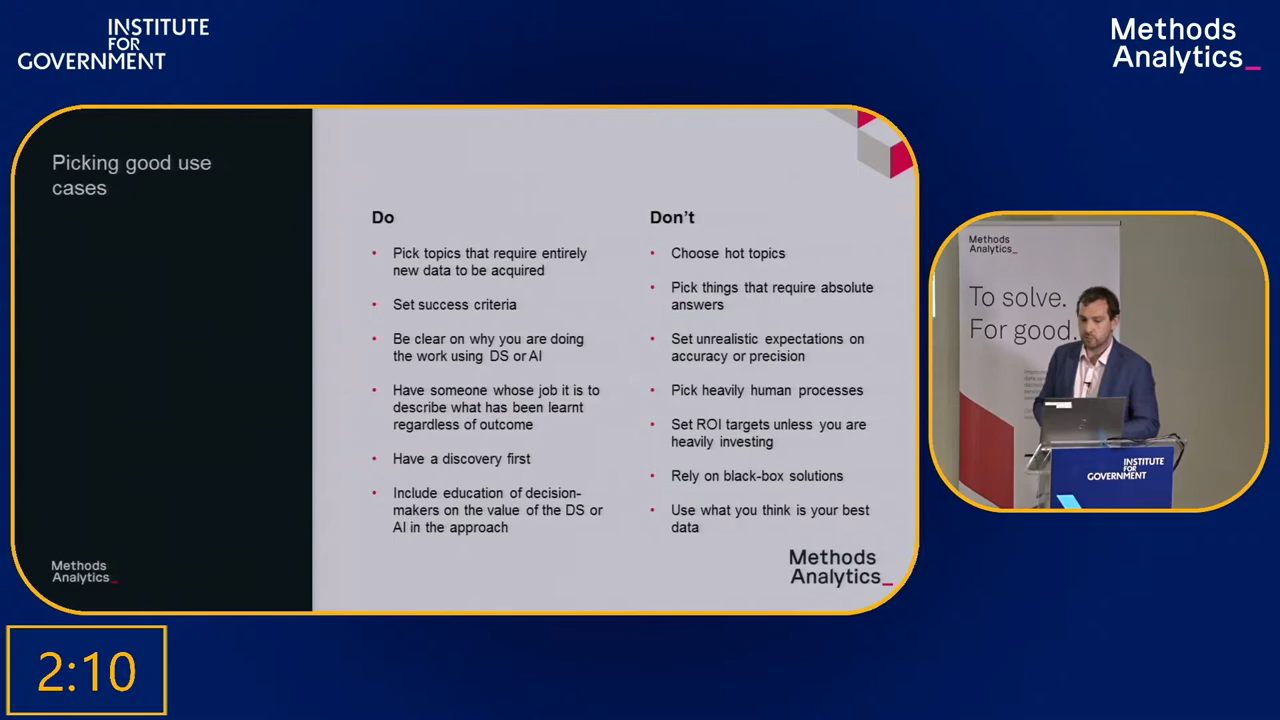 INSTITUTE
FOR
GOVERNMENT
Methods
Analytics_
Picking good use
cases
Do
• Pick topics that require entirely
new data to be acquired
• Set success criteria
• Be clear on why you are doing
the work using DS or AI
• Have someone whose job it is to
describe what has been learnt
regardless of outcome
• Have a discovery first
• Include education of decision-
makers on the value of the DS or
AI in the approach
Don't
• Choose hot topics
• Pick things that require absolute
answers
• Set unrealistic expectations on
accuracy or precision
• Pick heavily human processes
• Set ROI targets unless you are
heavily investing
• Rely on black-box solutions
• Use what you think is your best
data
Methods
Analytics_
Methods
Analytics_
Methods
Analytics_
To solve.
For good.
INSTITUTE
FOR
GOVERNMENT
2:10